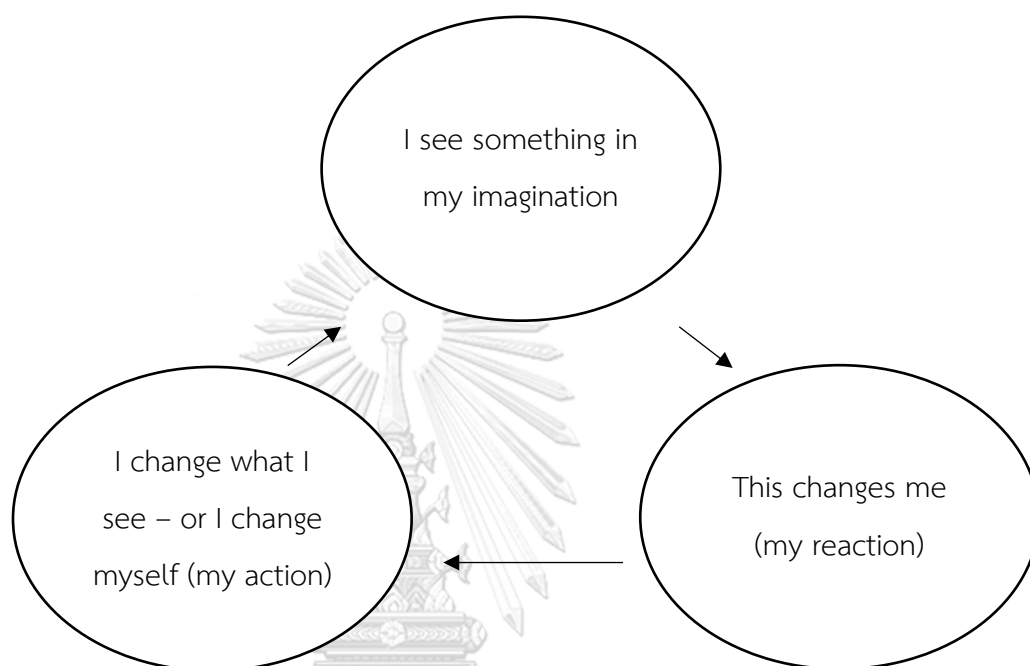 I see something in
my imagination
This changes me
(my reaction)
I change what I
see – or I change
myself (my action)